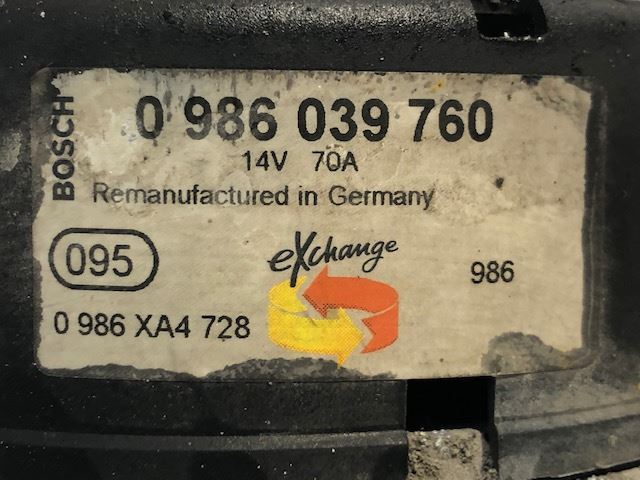 BOSCH
0 986 039 760
14V 70A
Remanufactured in Germany
095
eXchange
986
0 986 XA4 728